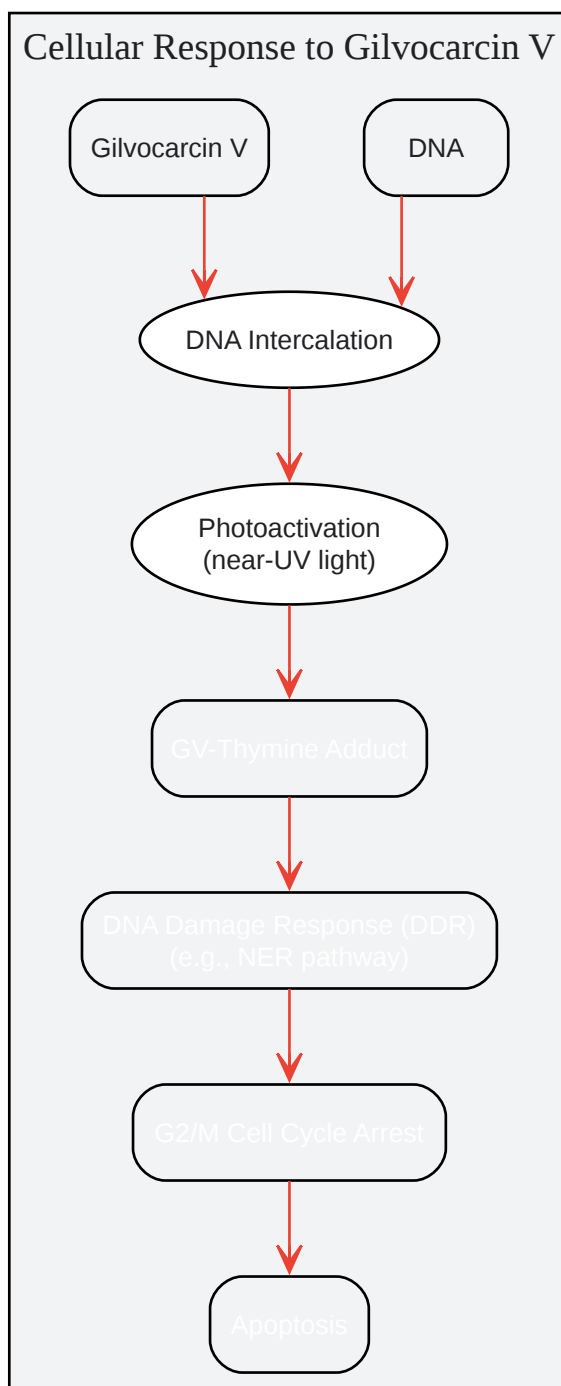 Cellular Response to Gilvocarcin V
Gilvocarcin V
DNA
DNA Intercalation
Photoactivation
(near-UV light)
GV-Thymine Adduct
DNA Damage Response (DDR)
(e.g., NER pathway)
G2/M Cell Cycle Arrest
Apoptosis